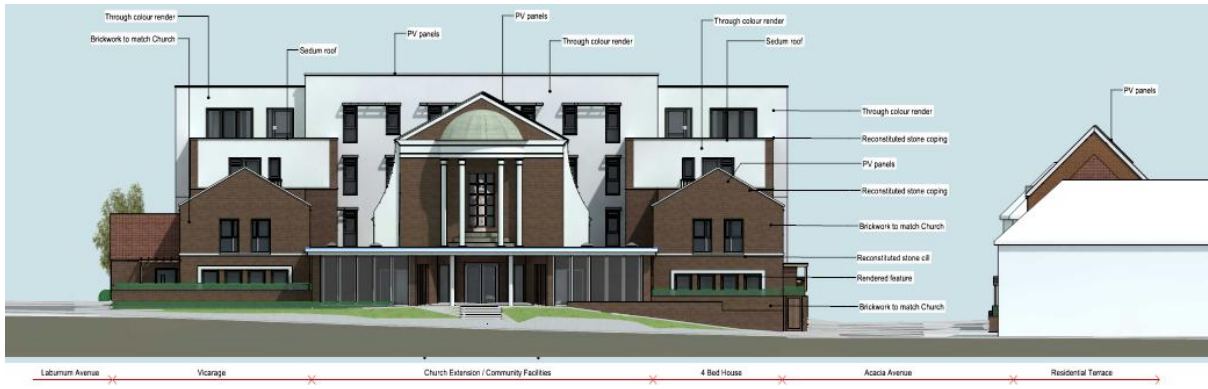 Through colour render
Brickwork to match Church
Sedum roof
PV panels
PV panels
Through colour render
Through colour render
Sedum roof
Through colour render
Reconstituted stone coping
PV panels
Reconstituted stone coping
Brickwork to match Church
Reconstituted stone cill
Rendered feature
Brickwork to match Church
PV panels
Laburnum Avenue
Vicarage
Church Extension / Community Facilities
4 Bed House
Acacia Avenue
Residential Terrace